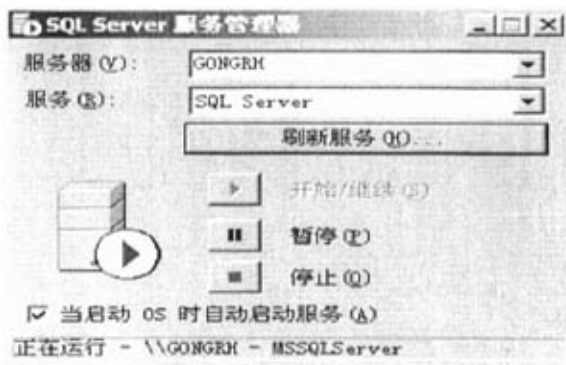 SQL Server 服务管理器
服务器(V): GONGRH
服务(R): SQL Server
刷新服务(H)...
开始/继续(S)
暂停(P)
停止(O)
当启动 OS 时自动启动服务(A)
正在运行 - \\GONGRH - MSSQLServer